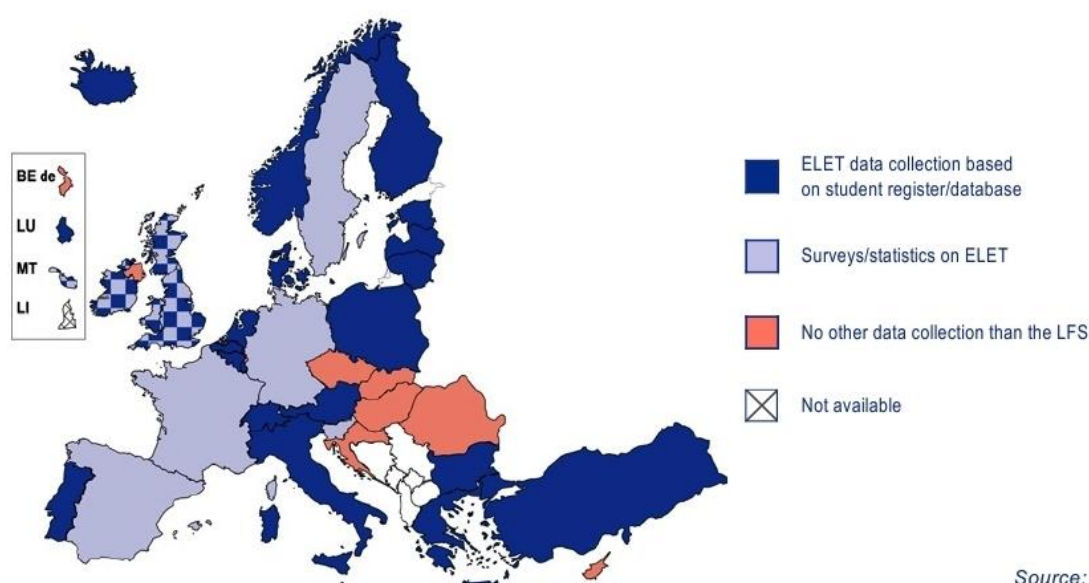 BE de
LU
MT
LI
ELET data collection based
on student register/database
Surveys/statistics on ELET
No other data collection than the LFS
Not available
Source: